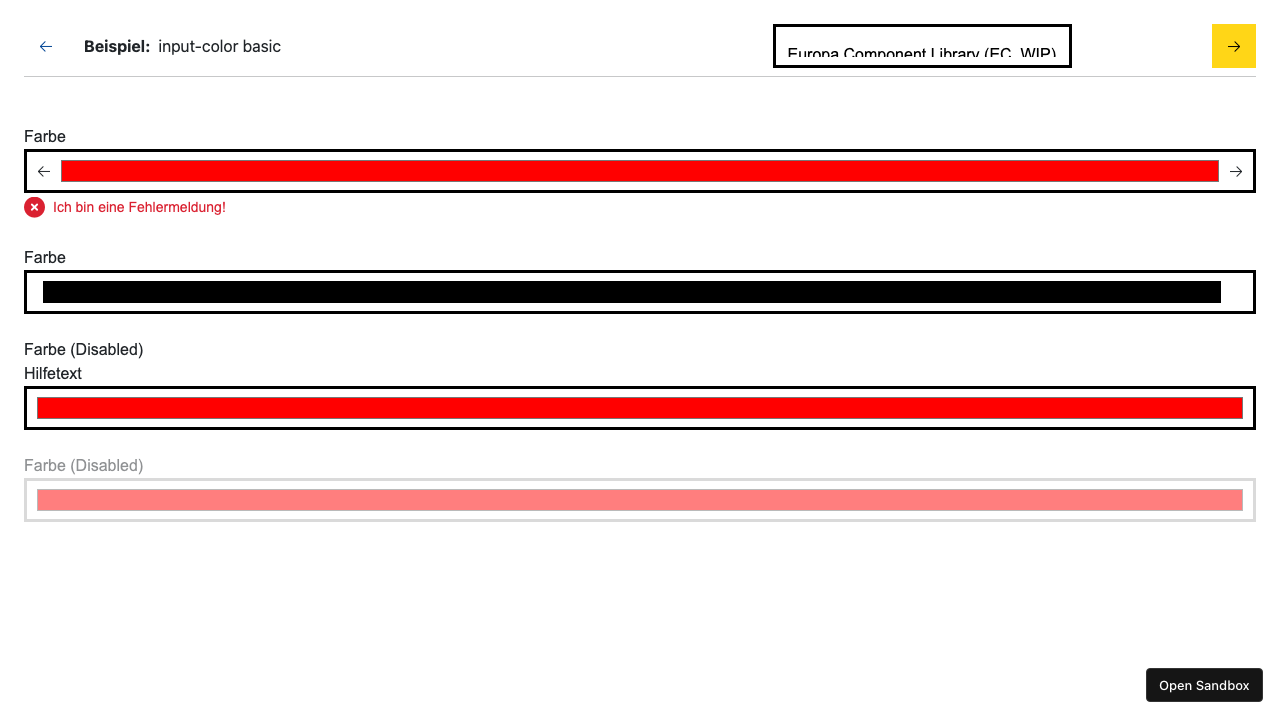 Beispiel: input-color basic
Europa Component Library (EC, WIP)
Farbe
Ich bin eine Fehlermeldung!
Farbe
Farbe (Disabled)
Hilfetext
Farbe (Disabled)
Open Sandbox